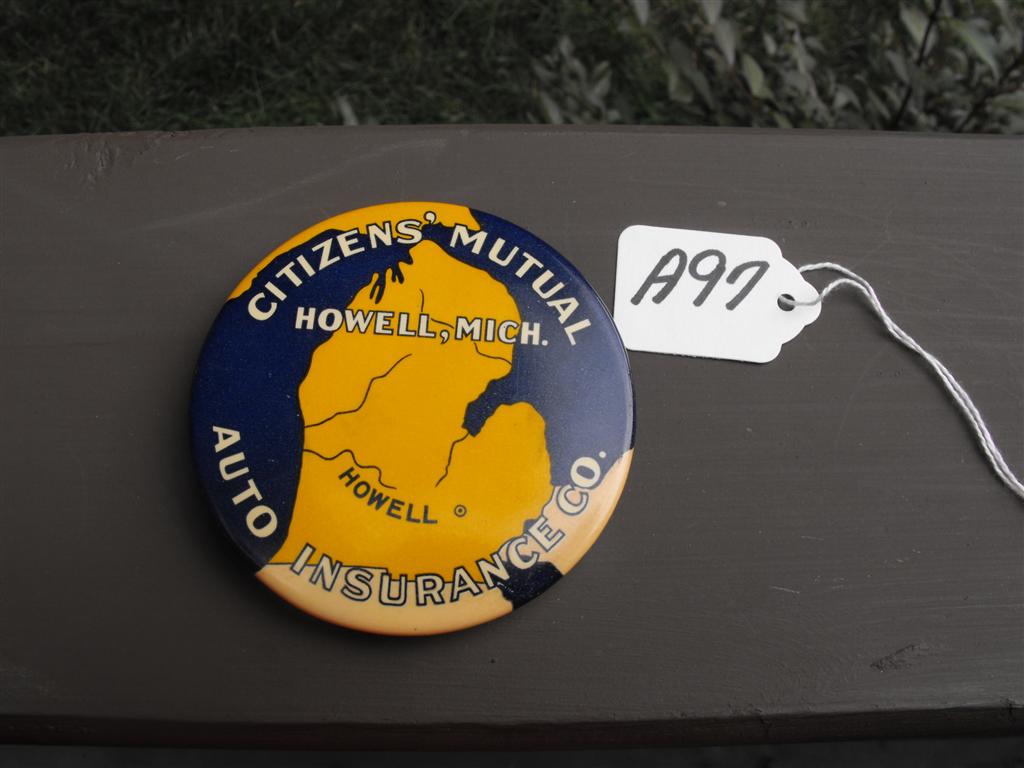 CITIZENS' MUTUAL
HOWELL, MICH.
HOWELL
AUTO INSURANCE CO.
A97